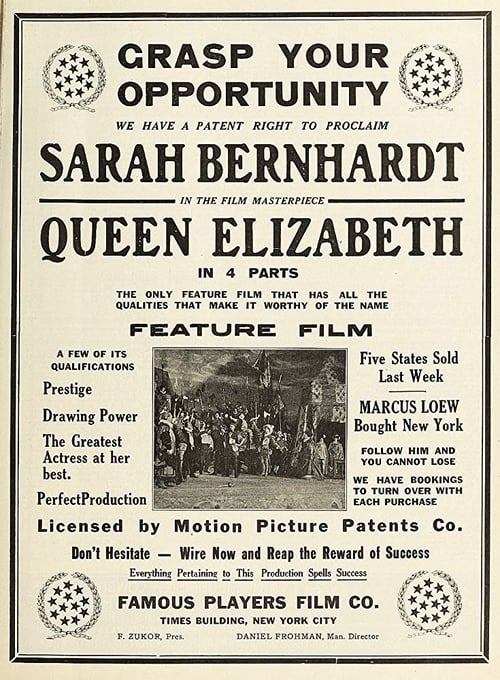 GRASP YOUR
OPPORTUNITY
WE HAVE A PATENT RIGHT TO PROCLAIM
SARAH BERNHARDT
IN THE FILM MASTERPIECE
QUEEN ELIZABETH
IN 4 PARTS
THE ONLY FEATURE FILM THAT HAS ALL THE
QUALITIES THAT MAKE IT WORTHY OF THE NAME
FEATURE FILM
A FEW OF ITS
QUALIFICATIONS
Prestige
Drawing Power
The Greatest
Actress at her
best.
PerfectProduction
Five States Sold
Last Week
MARCUS LOEW
Bought New York
FOLLOW HIM AND
YOU CANNOT LOSE
WE HAVE BOOKINGS
TO TURN OVER WITH
EACH PURCHASE
Licensed by Motion Picture Patents Co.
Don't Hesitate — Wire Now and Reap the Reward of Success
Everything Pertaining to This Production Spells Success
FAMOUS PLAYERS FILM CO.
TIMES BUILDING, NEW YORK CITY
F. ZUKOR, Pres. DANIEL FROHMAN, Man. Director